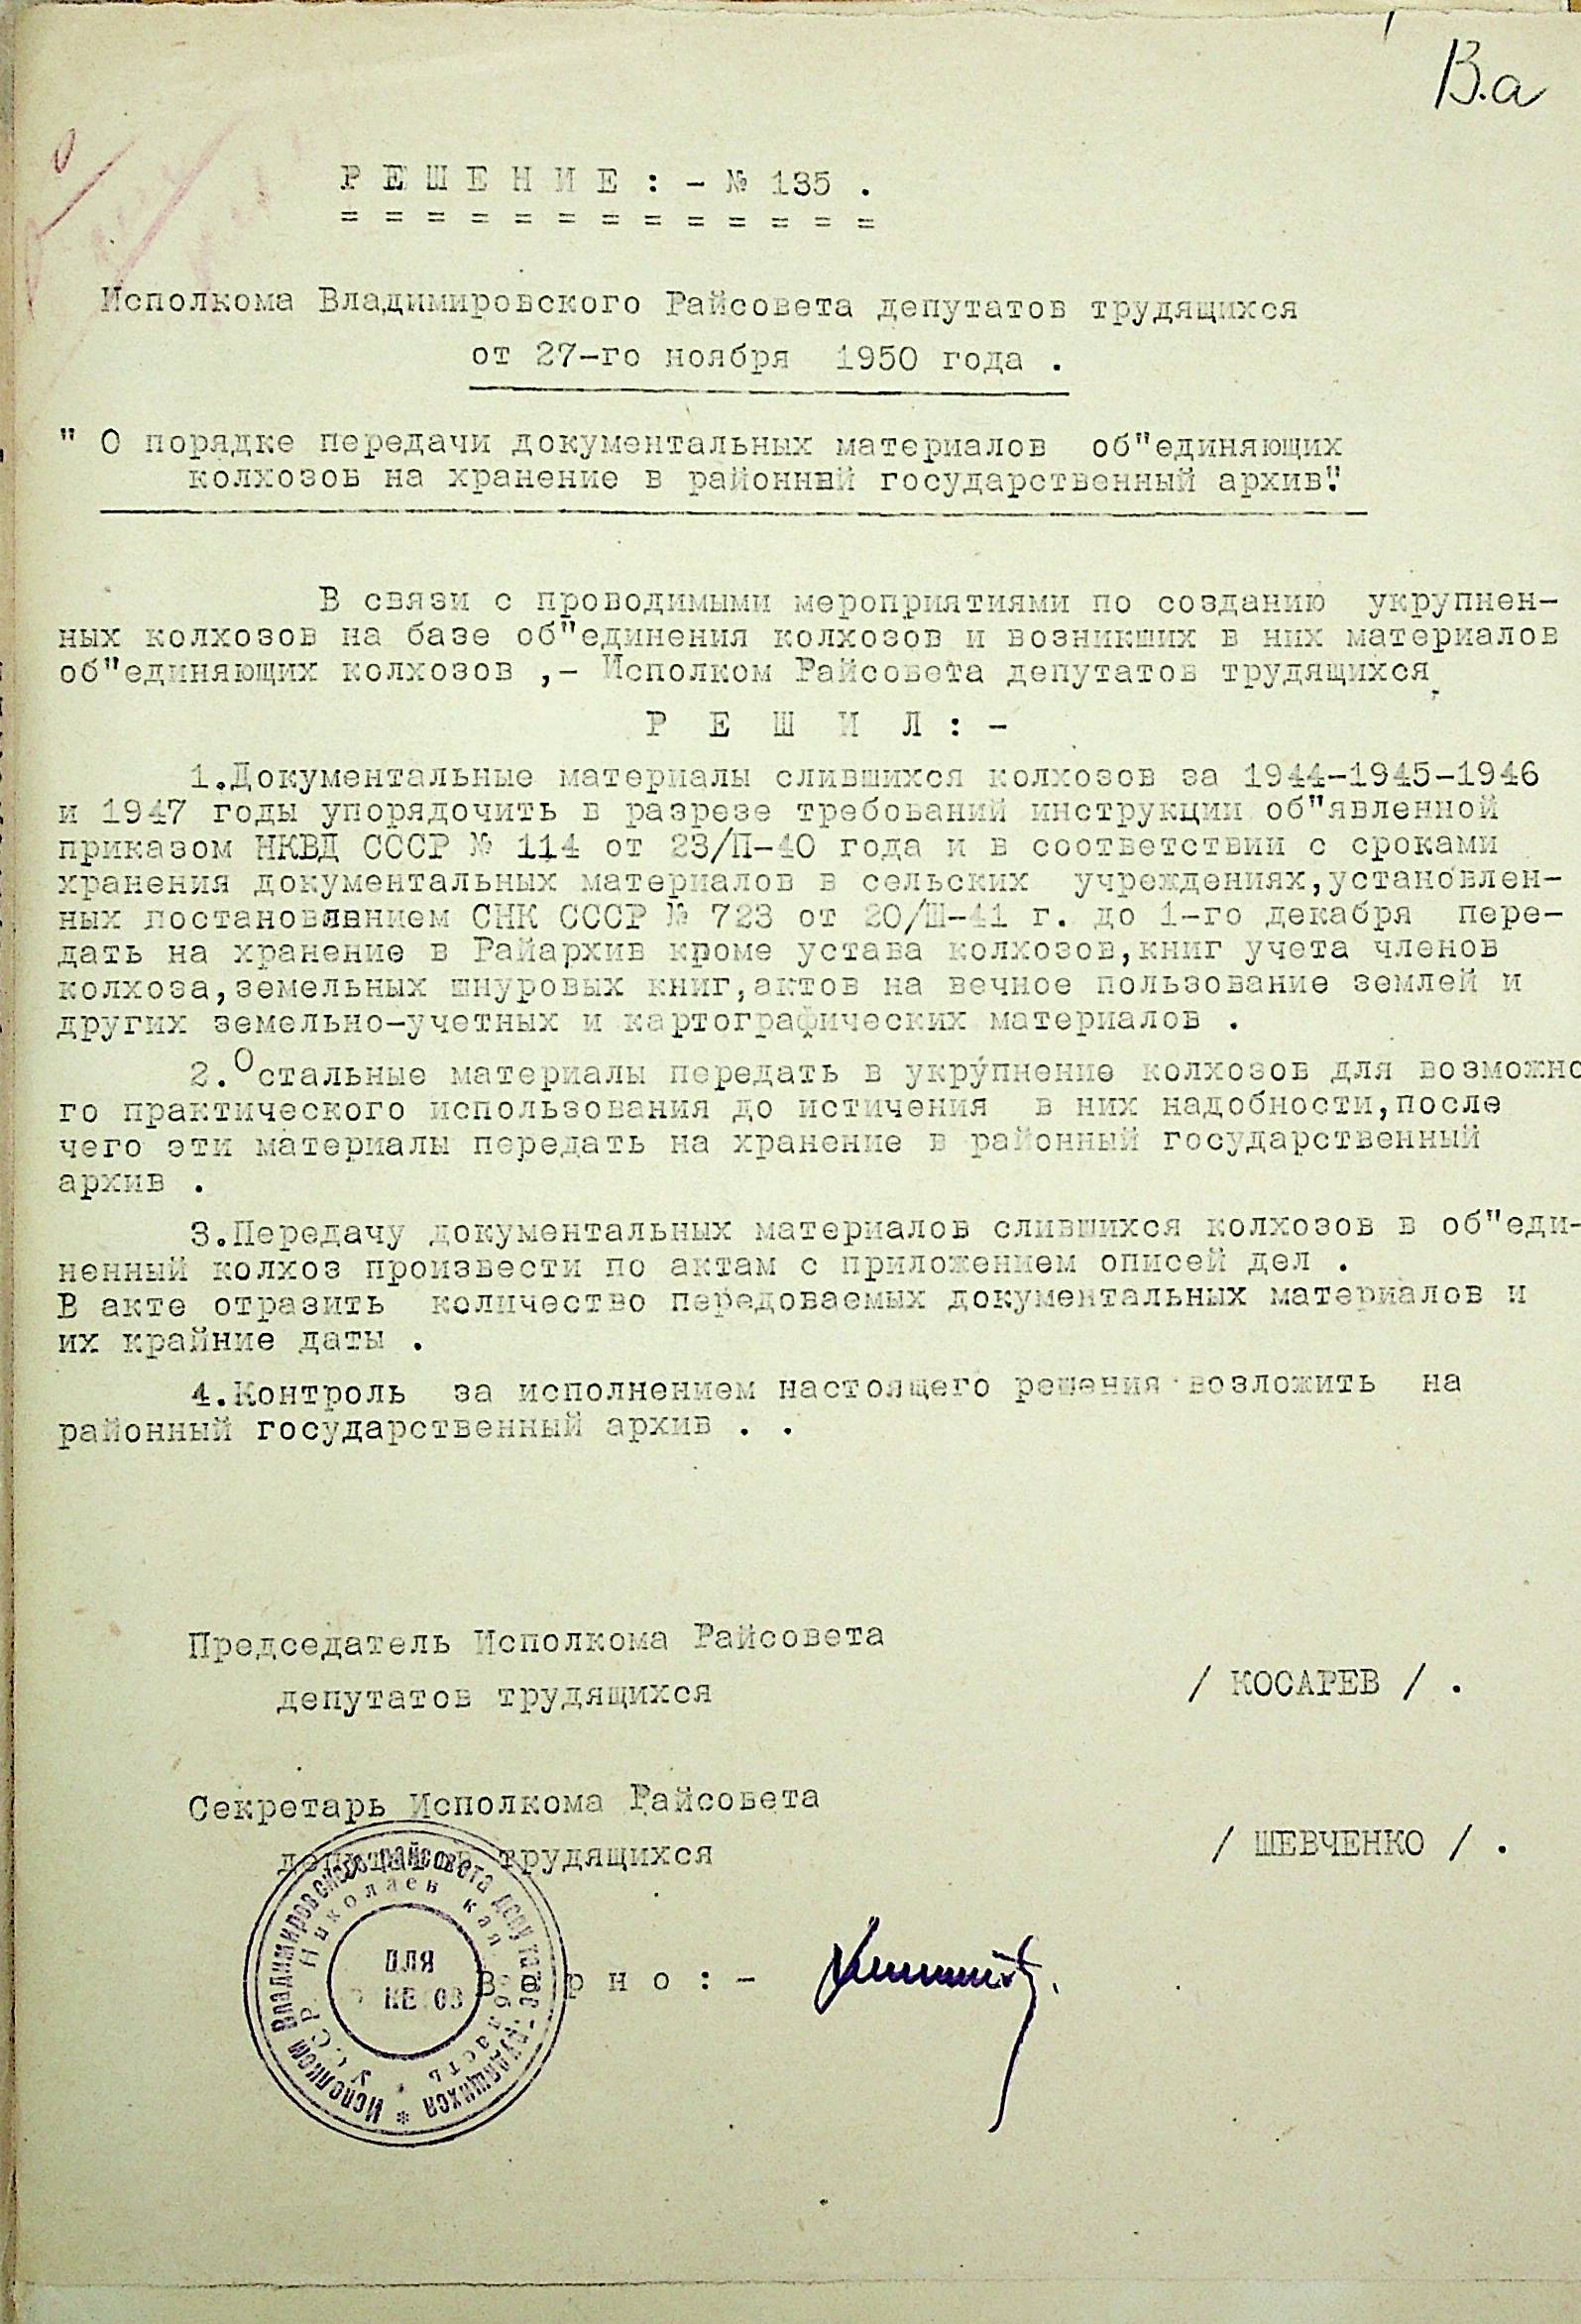 В.а
Р Е Ш Е Н И Е : - № 135 .
= = = = = = = = = = = = =
Исполкома Владимировского Райсовета депутатов трудящихся
от 27-го ноября 1950 года .
" О порядке передачи документальных материалов об"единяющих
колхозов на хранение в районный государственный архив".
В связи с проводимыми мероприятиями по созданию укрупнен-
ных колхозов на базе об"единения колхозов и возникших в них материалов
об"единяющих колхозов ,- Исполком Райсовета депутатов трудящихся
Р Е Ш И Л : -
1.Документальные материалы слившихся колхозов за 1944-1945-1946
и 1947 годы упорядочить в разрезе требований инструкции об"явленной
приказом НКВД СССР № 114 от 23/П-40 года и в соответствии с сроками
хранения документальных материалов в сельских учреждениях,установлен-
ных постановлением СНК СССР № 723 от 20/Ш-41 г. до 1-го декабря пере-
дать на хранение в Райархив кроме устава колхозов,книг учета членов
колхоза,земельных шнуровых книг,актов на вечное пользование землей и
других земельно-учетных и картографических материалов .
2.Остальные материалы передать в укрупнение колхозов для возможно
го практического использования до истичения в них надобности,после
чего эти материалы передать на хранение в районный государственный
архив .
3.Передачу документальных материалов слившихся колхозов в об"еди-
ненный колхоз произвести по актам с приложением описей дел .
В акте отразить количество передоваемых документальных материалов и
их крайние даты .
4.Контроль за исполнением настоящего решения возложить на
районный государственный архив . .
Председатель Исполкома Райсовета
депутатов трудящихся
/ КОСАРЕВ / .
Секретарь Исполкома Райсовета
депутатов трудящихся
/ ШЕВЧЕНКО / .
В е р н о : -
Исполком Владимировского райсовета депутатов трудящихся *
У.С.С.Р. Николаевская область
для